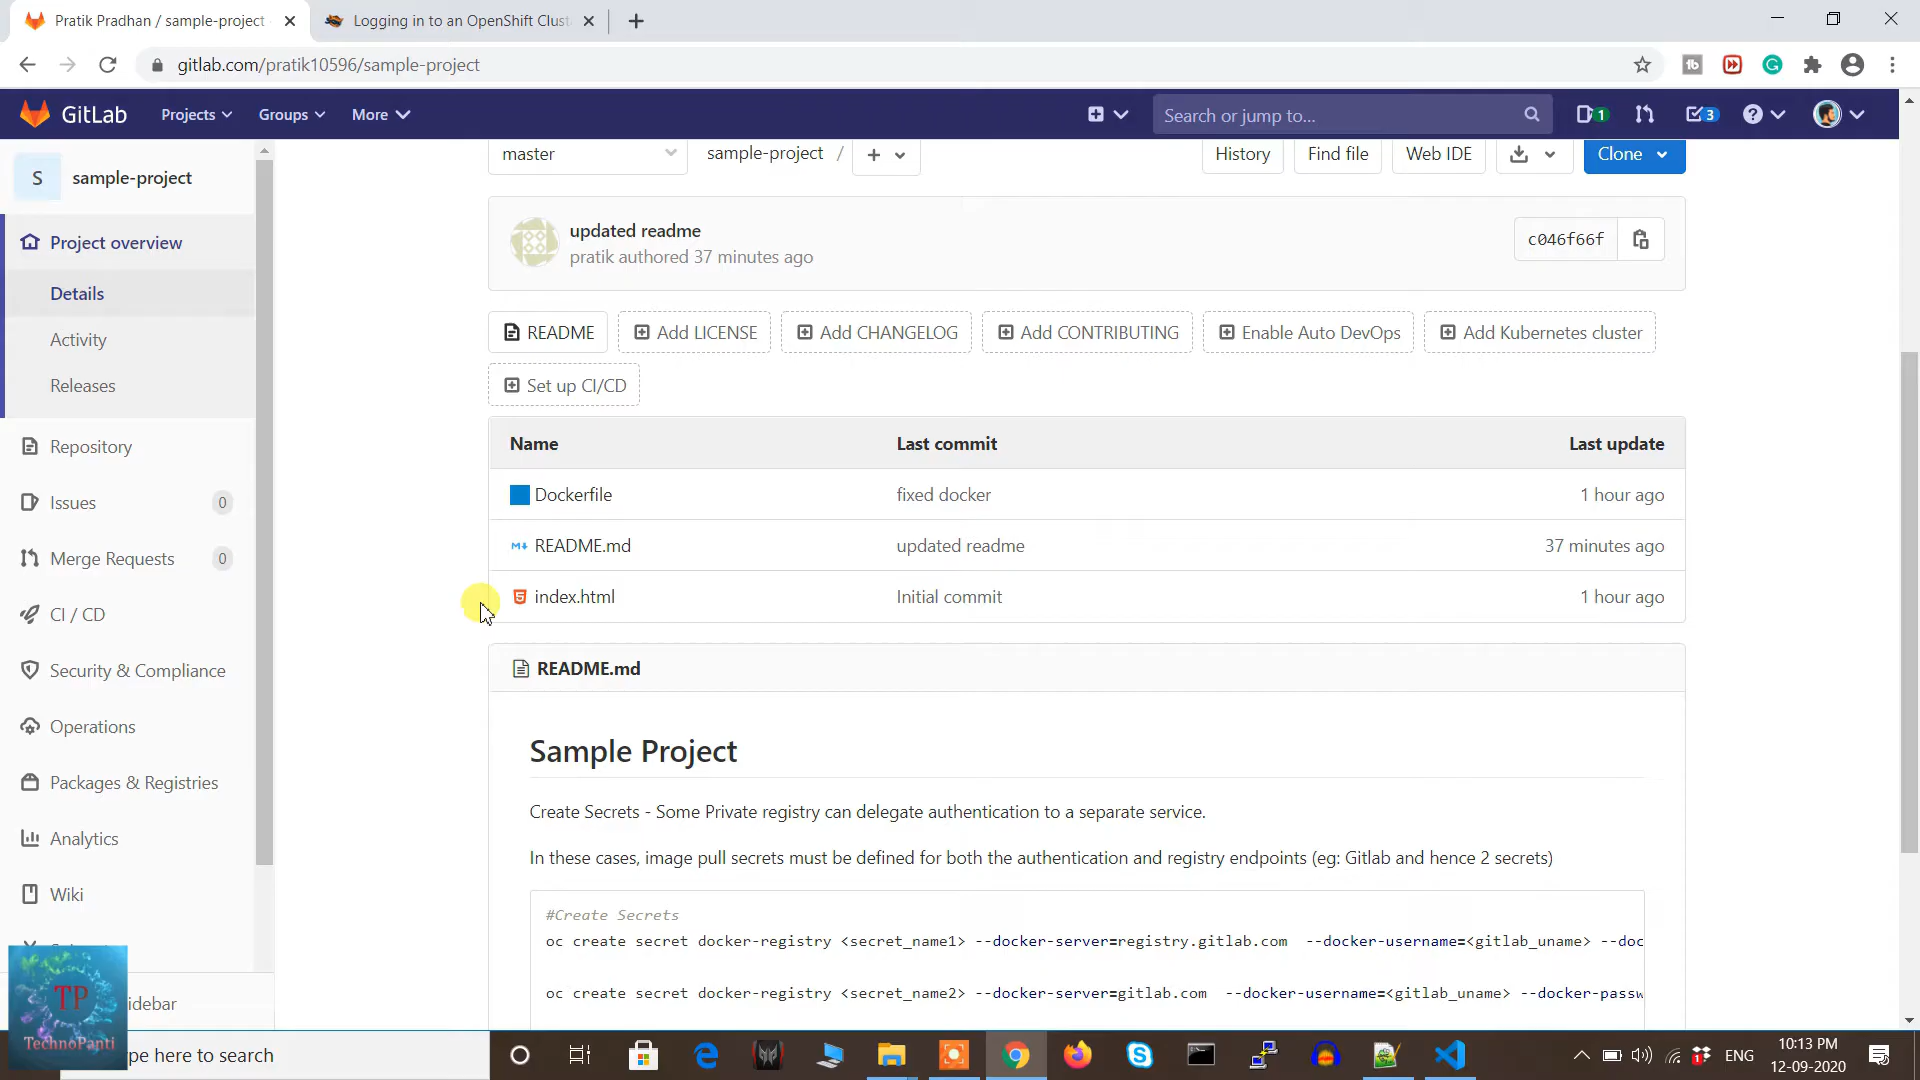 Pratik Pradhan / sample-project
Logging in to an OpenShift Clust
gitlab.com/pratik10596/sample-project
GitLab Projects Groups More Search or jump to... 1 3
S sample-project
master sample-project / + History Find file Web IDE Clone
updated readme
pratik authored 37 minutes ago
c046f66f
Project overview
Details
Activity
Releases
Repository
Issues 0
Merge Requests 0
CI / CD
Security & Compliance
Operations
Packages & Registries
Analytics
Wiki
idebar
README Add LICENSE Add CHANGELOG Add CONTRIBUTING Enable Auto DevOps Add Kubernetes cluster
Set up CI/CD
Name Last commit Last update
Dockerfile fixed docker 1 hour ago
README.md updated readme 37 minutes ago
index.html Initial commit 1 hour ago
README.md
Sample Project
Create Secrets - Some Private registry can delegate authentication to a separate service.
In these cases, image pull secrets must be defined for both the authentication and registry endpoints (eg: Gitlab and hence 2 secrets)
#Create Secrets
oc create secret docker-registry <secret_name1> --docker-server=registry.gitlab.com --docker-username=<gitlab_uname> --doc
oc create secret docker-registry <secret_name2> --docker-server=gitlab.com --docker-username=<gitlab_uname> --docker-passw
TP
TechnoPanti
pe here to search
ENG
10:13 PM
12-09-2020